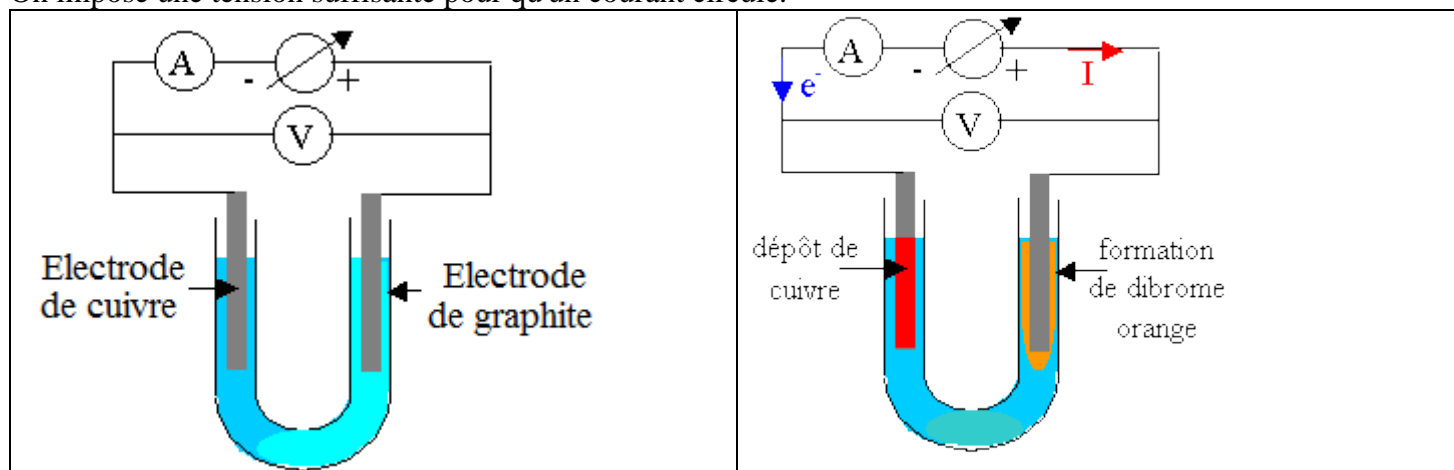 On impose une tension suffisante pour qu'un courant circule.
A
-
+
V
Electrode
de cuivre
Electrode
de graphite
A
-
+
I
e-
V
dépôt de
cuivre
formation
de dibrome
orange